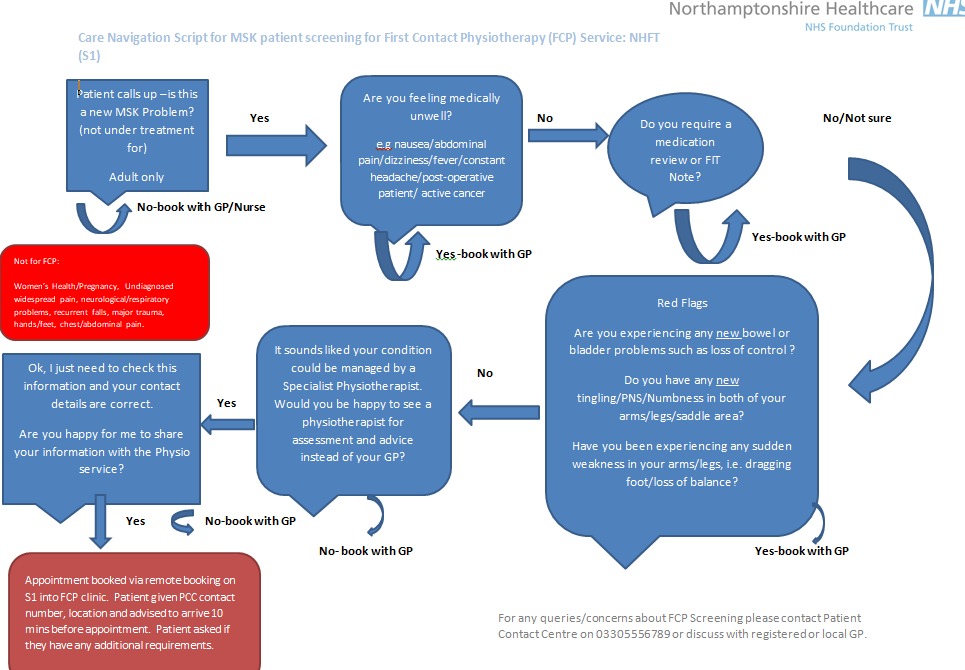 Northamptonshire Healthcare NHS
NHS Foundation Trust
Care Navigation Script for MSK patient screening for First Contact Physiotherapy (FCP) Service: NHFT
(S1)
Patient calls up –is this
a new MSK Problem?
(not under treatment
for)
Adult only
Yes
Are you feeling medically
unwell?
e.g nausea/abdominal
pain/dizziness/fever/constant
headache/post-operative
patient/ active cancer
No
Do you require a
medication
review or FIT
Note?
No/Not sure
No-book with GP/Nurse
Yes -book with GP
Yes-book with GP
Not for FCP:
Women's Health/Pregnancy, Undiagnosed
widespread pain, neurological/respiratory
problems, recurrent falls, major trauma,
hands/feet, chest/abdominal pain.
Red Flags
Are you experiencing any new bowel or
bladder problems such as loss of control ?
Do you have any new
tingling/PNS/Numbness in both of your
arms/legs/saddle area?
Have you been experiencing any sudden
weakness in your arms/legs, i.e. dragging
foot/loss of balance?
Yes-book with GP
No
It sounds liked your condition
could be managed by a
Specialist Physiotherapist.
Would you be happy to see a
physiotherapist for
assessment and advice
instead of your GP?
No- book with GP
Yes
Ok, I just need to check this
information and your contact
details are correct.
Are you happy for me to share
your information with the Physio
service?
Yes
No-book with GP
Appointment booked via remote booking on
S1 into FCP clinic. Patient given PCC contact
number, location and advised to arrive 10
mins before appointment. Patient asked if
they have any additional requirements.
For any queries/concerns about FCP Screening please contact Patient
Contact Centre on 03305556789 or discuss with registered or local GP.